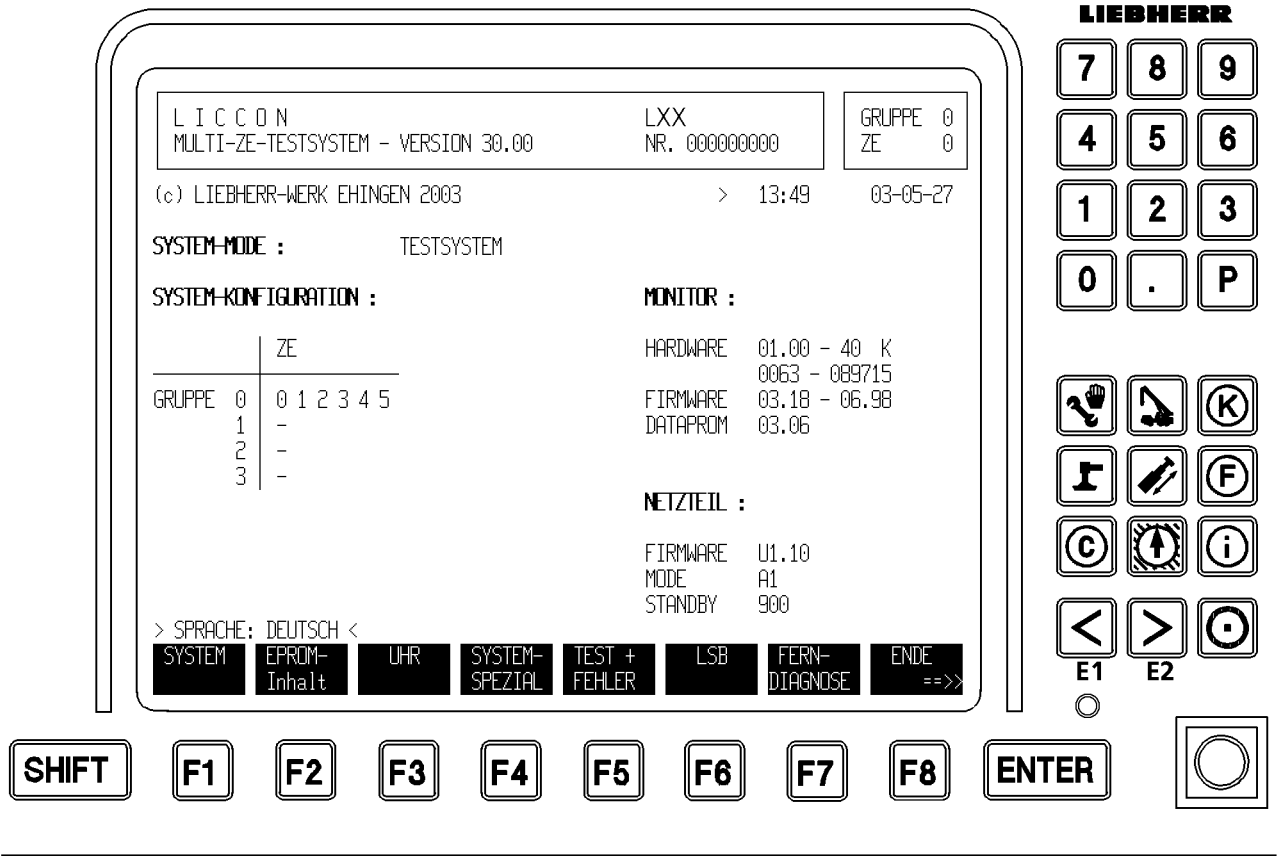 LIEBHERR
L I C C O N
LXX
GRUPPE 0
MULTI-ZE-TESTSYSTEM - VERSION 30.00
NR. 000000000
ZE 0
(c) LIEBHERR-WERK EHINGEN 2003
> 13:49 03-05-27
SYSTEM-MODE : TESTSYSTEM
SYSTEM-KONFIGURATION :
MONITOR :
ZE
HARDWARE 01.00 - 40 K
0063 - 089715
GRUPPE 0 0 1 2 3 4 5
FIRMWARE 03.18 - 06.98
1 -
DATAPROM 03.06
2 -
3 -
NETZTEIL :
FIRMWARE U1.10
MODE A1
STANDBY 900
> SPRACHE: DEUTSCH <
SYSTEM
EPROM-
Inhalt
UHR
SYSTEM-
SPEZIAL
TEST +
FEHLER
LSB
FERN-
DIAGNOSE
ENDE
==>>
7 8 9
4 5 6
1 2 3
0 . P
K
F
C i
< >
E1 E2
SHIFT F1 F2 F3 F4 F5 F6 F7 F8 ENTER